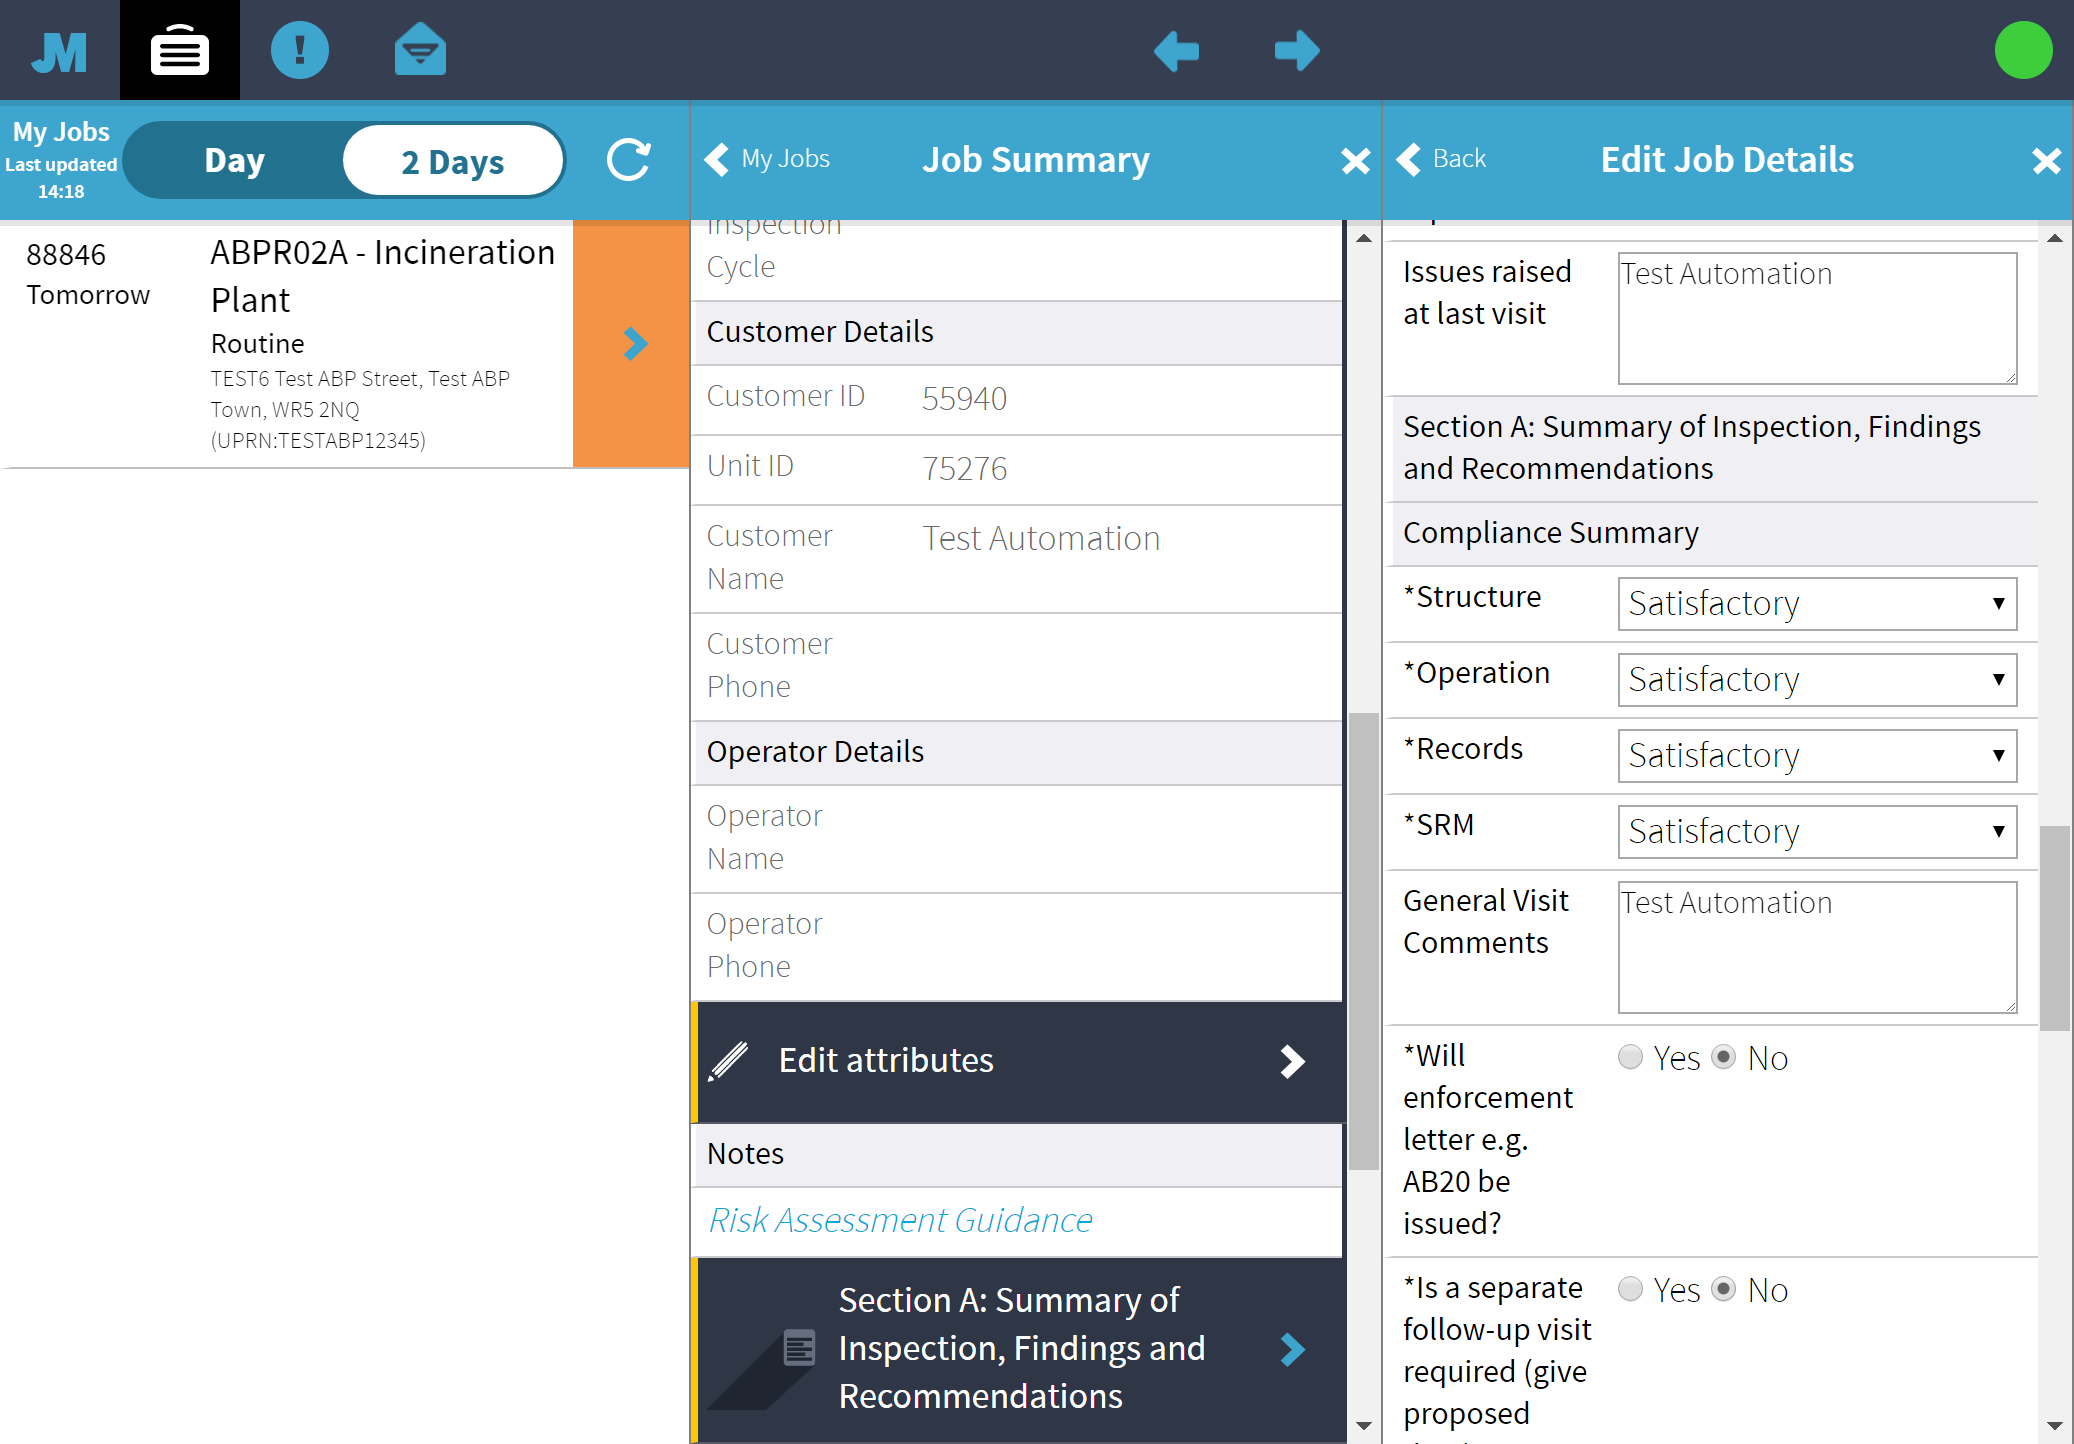 JM
My Jobs
Last updated
14:18
Day
2 Days
88846
Tomorrow
ABPR02A - Incineration
Plant
Routine
TEST6 Test ABP Street, Test ABP
Town, WR5 2NQ
(UPRN:TESTABP12345)
My Jobs
Job Summary
Inspection
Cycle
Customer Details
Customer ID 55940
Unit ID 75276
Customer
Name
Test Automation
Customer
Phone
Operator Details
Operator
Name
Operator
Phone
Edit attributes
Notes
Risk Assessment Guidance
Section A: Summary of
Inspection, Findings and
Recommendations
Back
Edit Job Details
Issues raised
at last visit
Test Automation
Section A: Summary of Inspection, Findings
and Recommendations
Compliance Summary
*Structure Satisfactory
*Operation Satisfactory
*Records Satisfactory
*SRM Satisfactory
General Visit
Comments
Test Automation
*Will
enforcement
letter e.g.
AB20 be
issued?
Yes No
*Is a separate
follow-up visit
required (give
proposed
Yes No